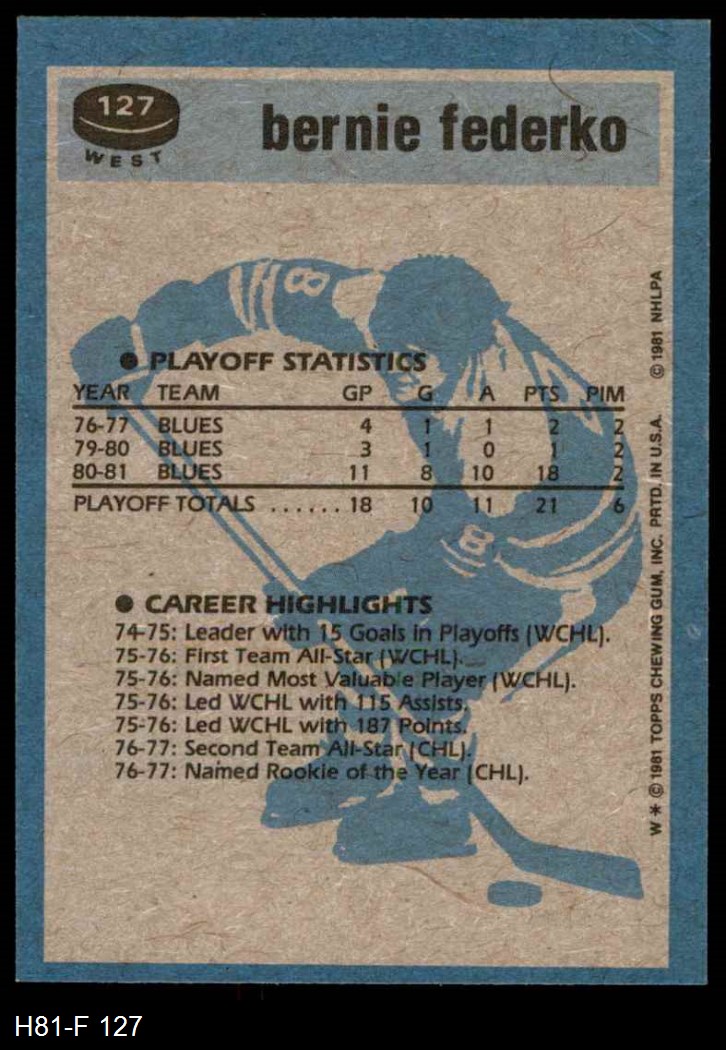 127
WEST
bernie federko
● PLAYOFF STATISTICS
YEAR TEAM GP G A PTS PIM
76-77 BLUES 4 1 1 2 2
79-80 BLUES 3 1 0 1 2
80-81 BLUES 11 8 10 18 2
PLAYOFF TOTALS ...... 18 10 11 21 6
8
8
● CAREER HIGHLIGHTS
74-75: Leader with 15 Goals in Playoffs (WCHL).
75-76: First Team All-Star (WCHL).
75-76: Named Most Valuable Player (WCHL).
75-76: Led WCHL with 115 Assists.
75-76: Led WCHL with 187 Points.
76-77: Second Team All-Star (CHL).
76-77: Named Rookie of the Year (CHL).
W * © 1981 TOPPS CHEWING GUM, INC. PRTD. IN U.S.A. © 1981 NHLPA
H81-F 127